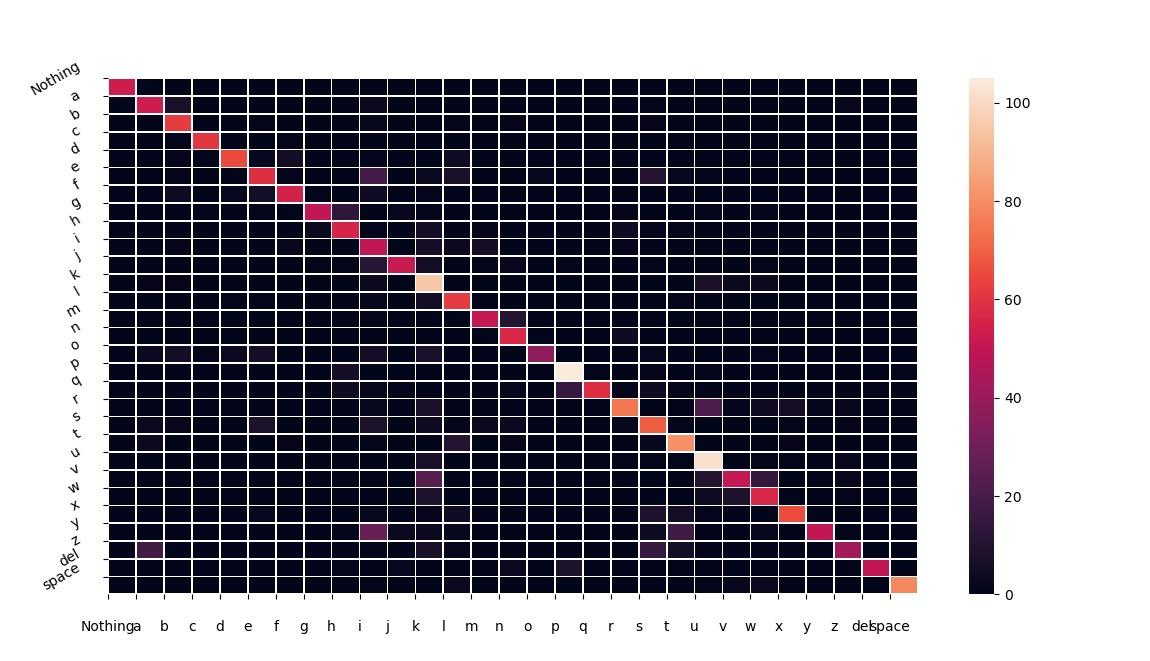 Nothing
a
b
c
d
e
f
g
h
i
j
k
l
m
n
o
p
q
r
s
t
u
v
w
x
y
z
del
space
100
80
60
40
20
0
Nothing a b c d e f g h i j k l m n o p q r s t u v w x y z del space